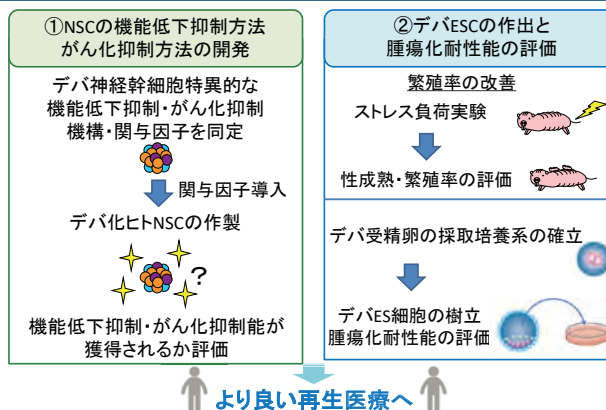 ①NSCの機能低下抑制方法
がん化抑制方法の開発
デバ神経幹細胞特異的な
機能低下抑制・がん化抑制
機構・関与因子を同定
関与因子導入
デバ化ヒトNSCの作製
?
機能低下抑制・がん化抑制能が
獲得されるか評価
②デバESCの作出と
腫瘍化耐性能の評価
繁殖率の改善
ストレス負荷実験
性成熟・繁殖率の評価
デバ受精卵の採取培養系の確立
デバES細胞の樹立
腫瘍化耐性能の評価
より良い再生医療へ